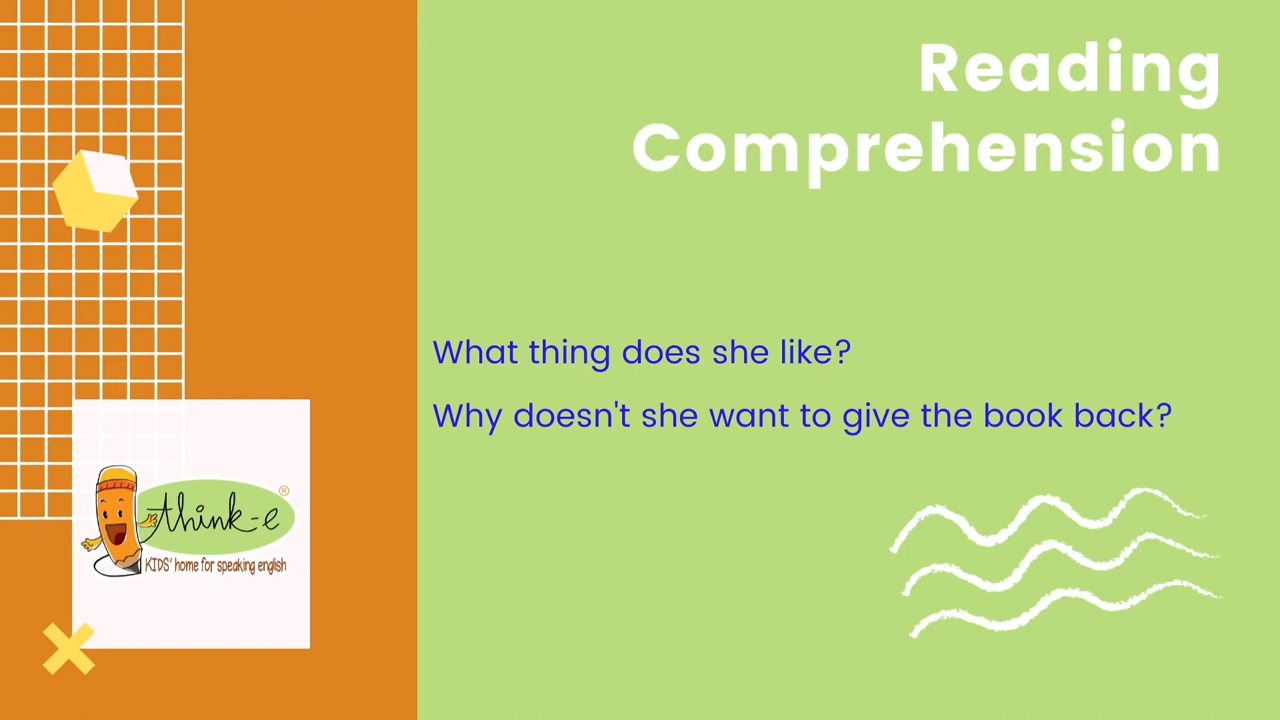 Reading
Comprehension
What thing does she like?
Why doesn't she want to give the book back?
think-e ®
KIDS' home for speaking english